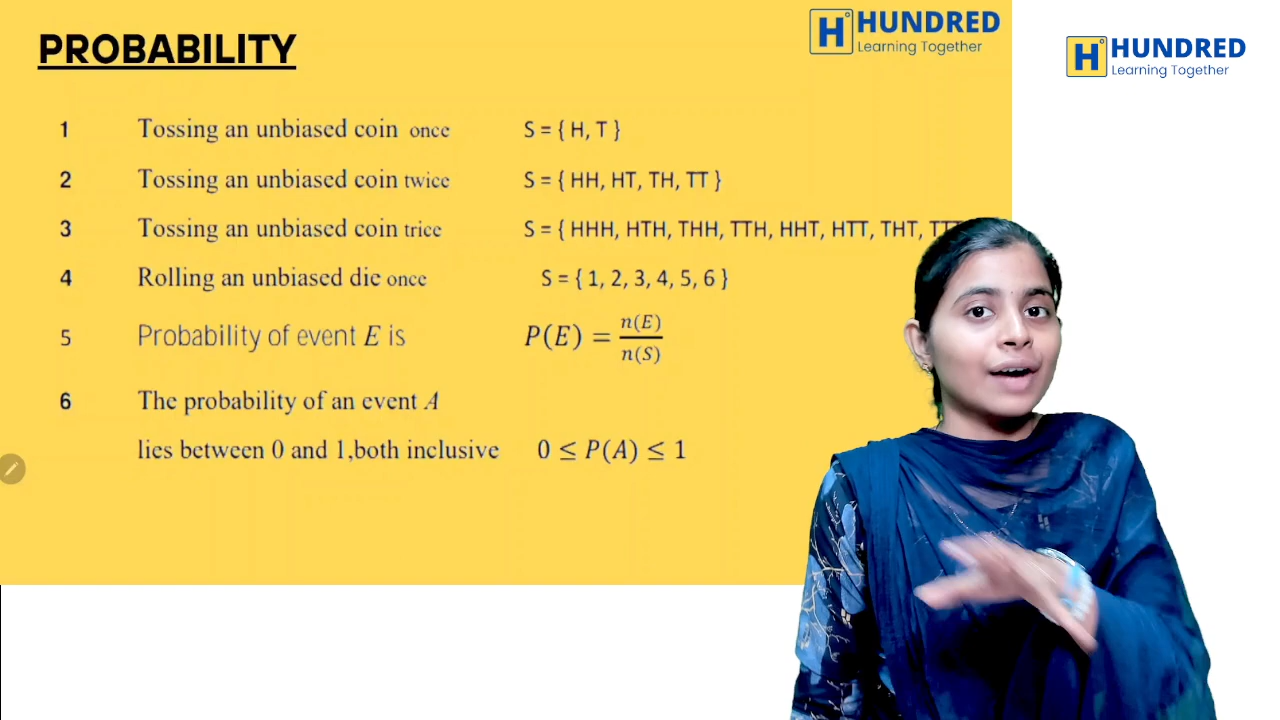 PROBABILITY
H° HUNDRED
Learning Together
H° HUNDRED
Learning Together
1 Tossing an unbiased coin once S = { H, T }
2 Tossing an unbiased coin twice S = { HH, HT, TH, TT }
3 Tossing an unbiased coin trice S = { HHH, HTH, THH, TTH, HHT, HTT, THT,
4 Rolling an unbiased die once S = { 1, 2, 3, 4, 5, 6 }
5 Probability of event E is P(E) = n(E)/n(S)
6 The probability of an event A
lies between 0 and 1,both inclusive 0 ≤ P(A) ≤ 1